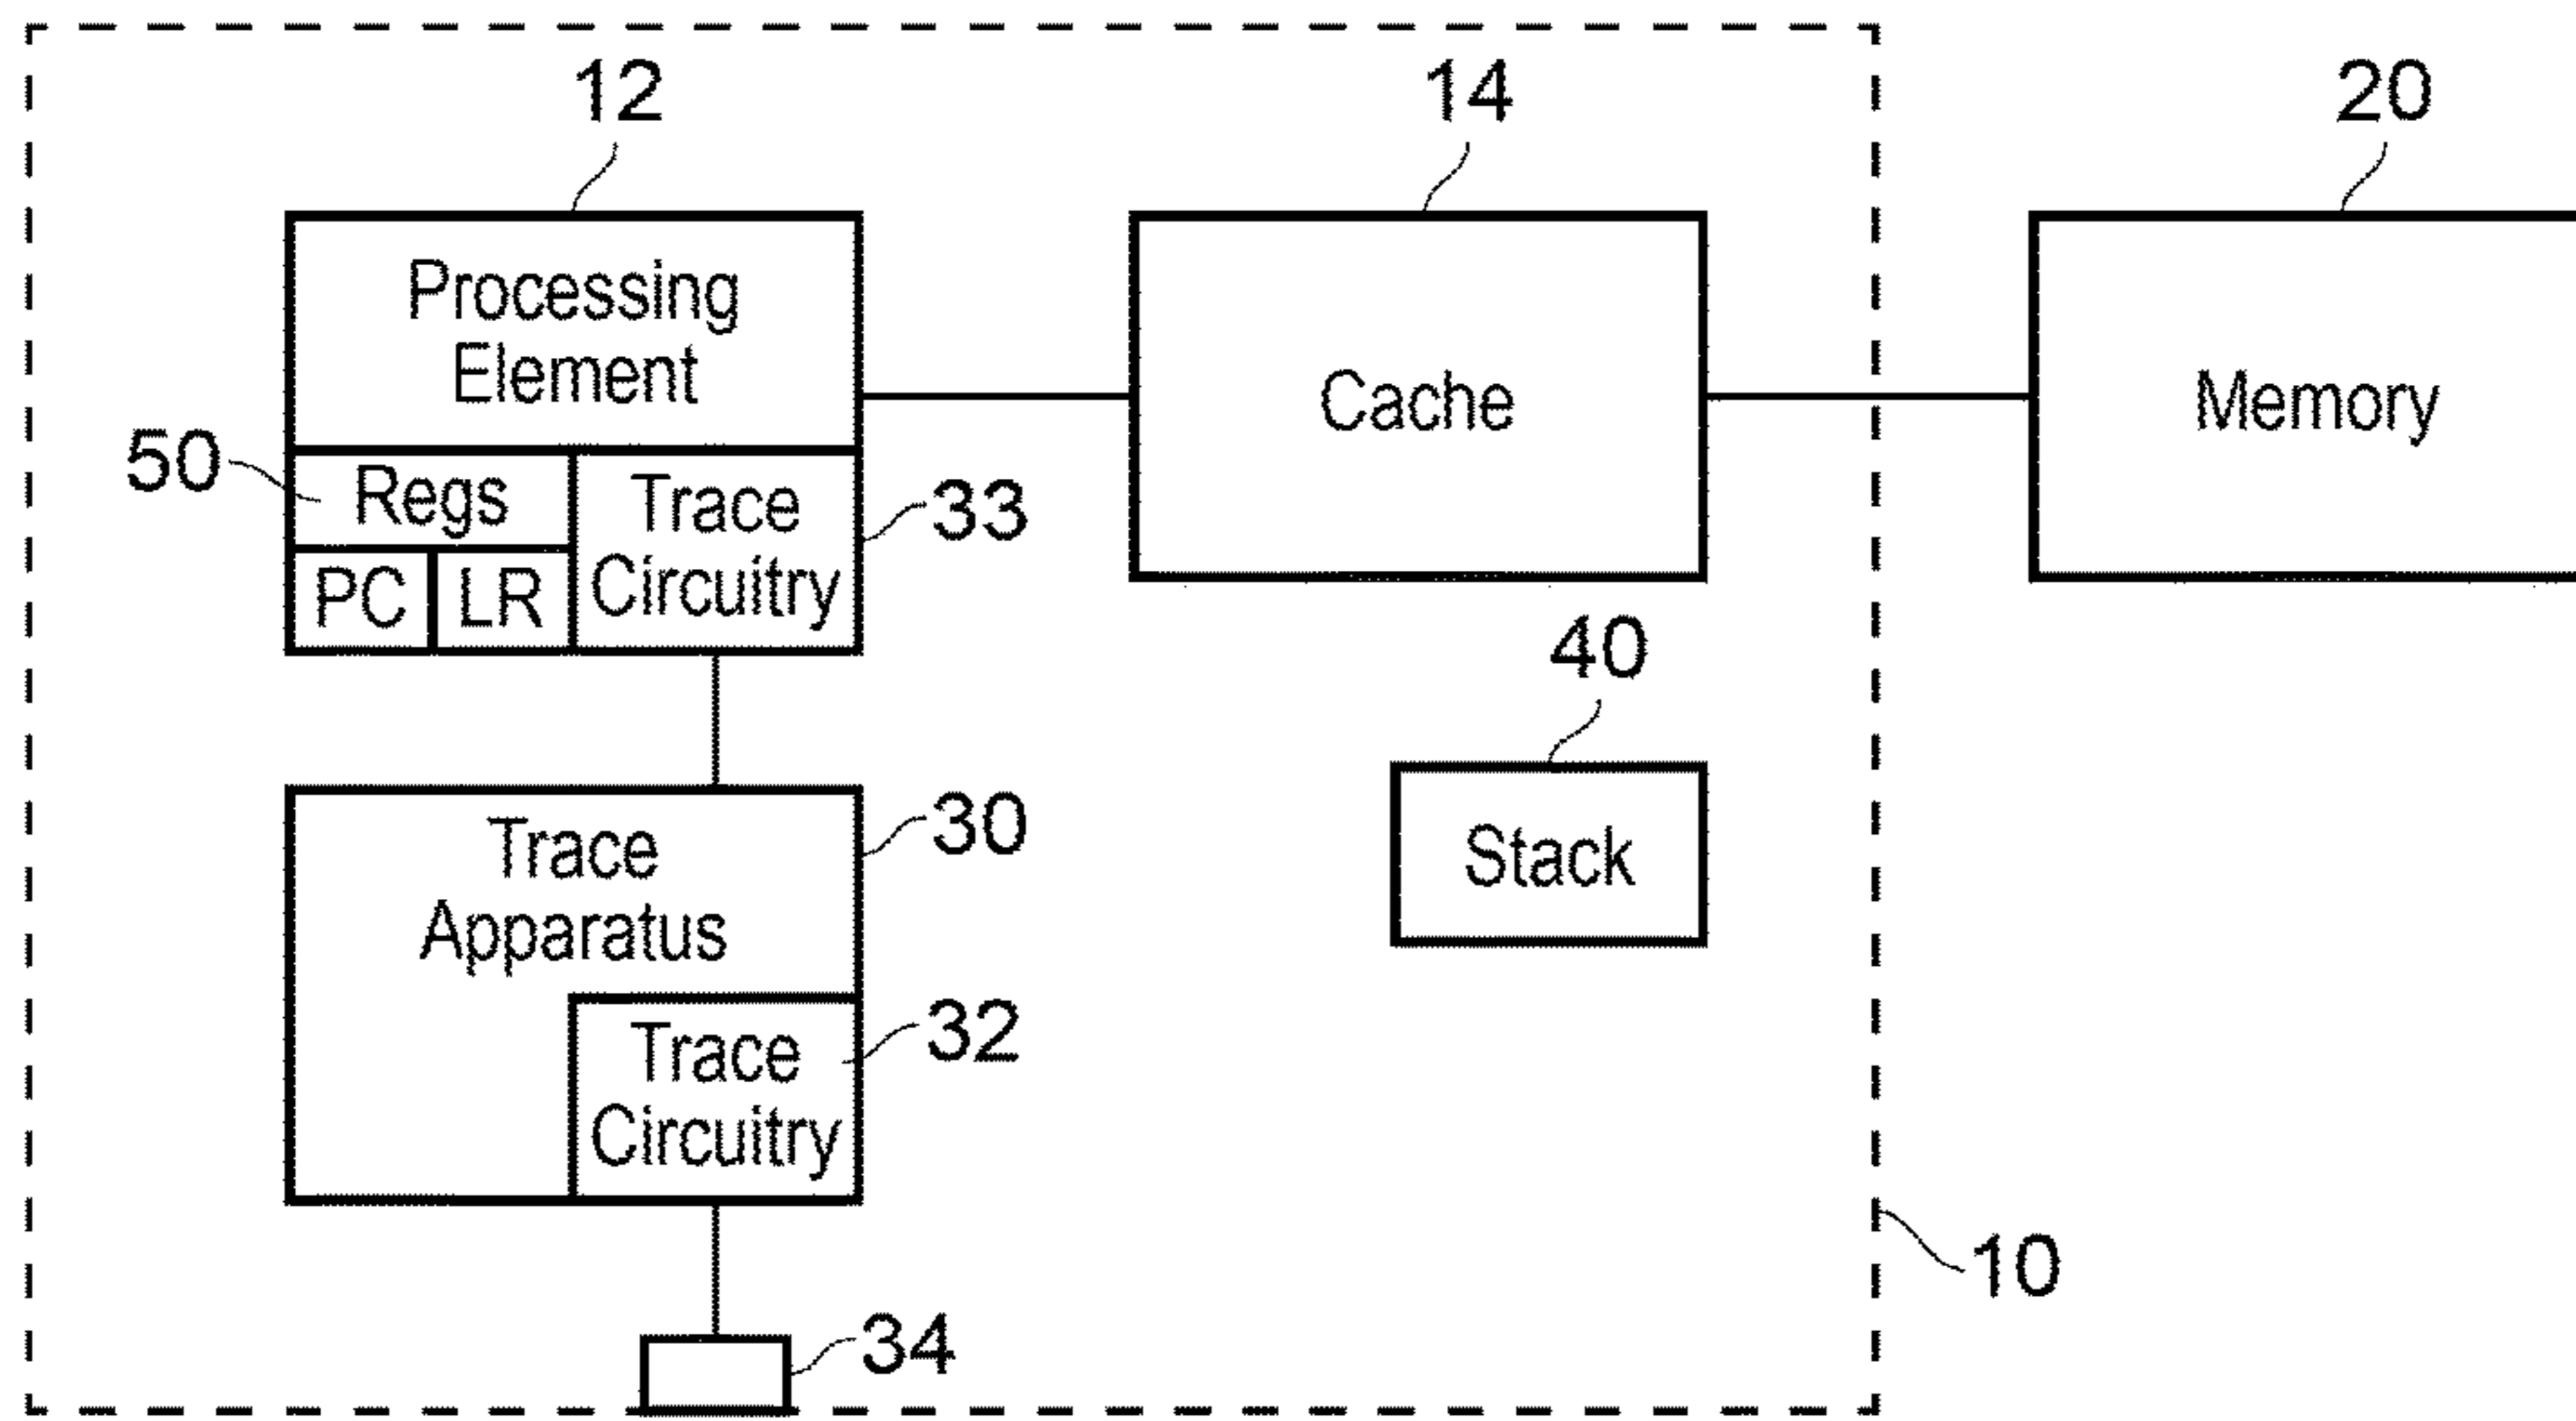 12
14
20
Processing
Element
Cache
Memory
50
Regs
Trace
Circuitry
33
PC
LR
40
Stack
Trace
Apparatus
30
Trace
Circuitry
32
10
34